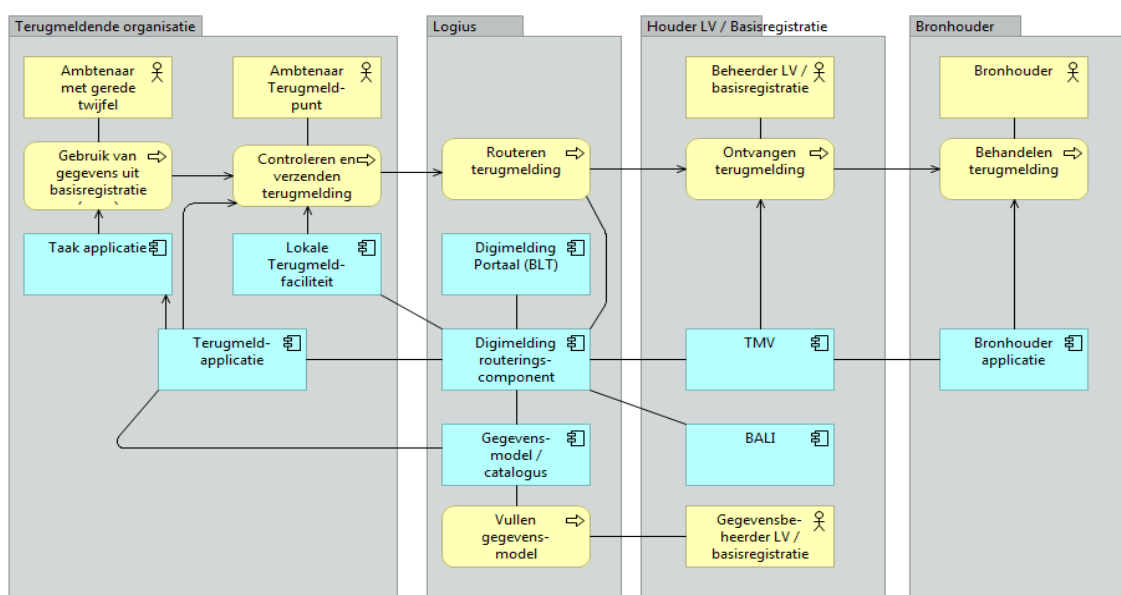 Terugmeldende organisatie
Logius
Houder LV / Basisregistratie
Bronhouder
Ambtenaar
met gerede
twijfel
Ambtenaar
Terugmeld-
punt
Beheerder LV /
basisregistratie
Bronhouder
Gebruik van
gegevens uit
basisregistratie
Controleren en
verzenden
terugmelding
Routeren
terugmelding
Ontvangen
terugmelding
Behandelen
terugmelding
Taak applicatie
Lokale
Terugmeld-
faciliteit
Digimelding
Portaal (BLT)
Terugmeld-
applicatie
Digimelding
routerings-
component
TMV
Bronhouder
applicatie
Gegevens-
model /
catalogus
BALI
Vullen
gegevens-
model
Gegevensbe-
heerder LV /
basisregistratie